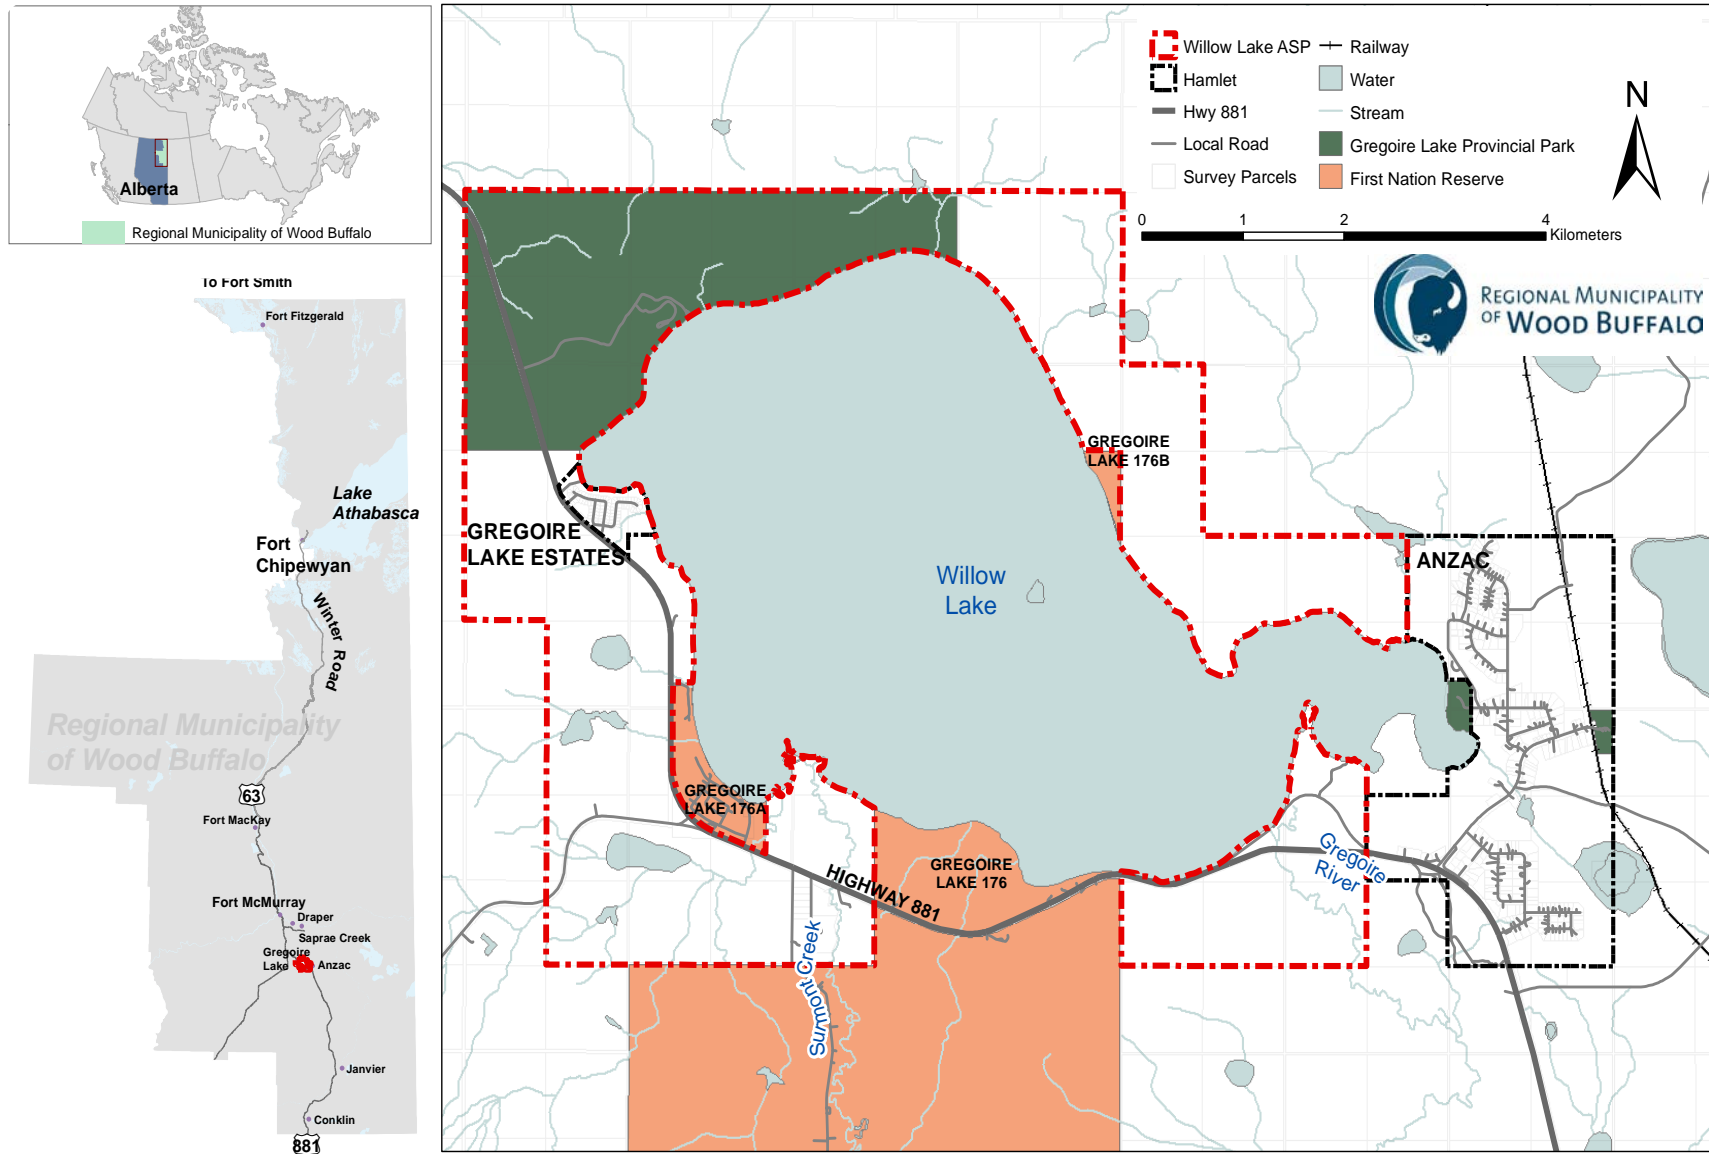 Alberta
Regional Municipality of Wood Buffalo
To Fort Smith
Fort Fitzgerald
Lake
Athabasca
Fort
Chipewyan
Winter Road
Regional Municipality
of Wood Buffalo
63
Fort MacKay
Fort McMurray
Draper
Saprae Creek
Gregoire
Lake
Anzac
Janvier
Conklin
881
Willow Lake ASP
Railway
Hamlet
Water
Hwy 881
Stream
Local Road
Gregoire Lake Provincial Park
Survey Parcels
First Nation Reserve
N
0 1 2 4
Kilometers
REGIONAL MUNICIPALITY
OF WOOD BUFFALO
GREGOIRE
LAKE 176B
GREGOIRE
LAKE ESTATES
ANZAC
Willow
Lake
GREGOIRE
LAKE 176A
GREGOIRE
LAKE 176
HIGHWAY 881
Gregoire
River
Surmont Creek